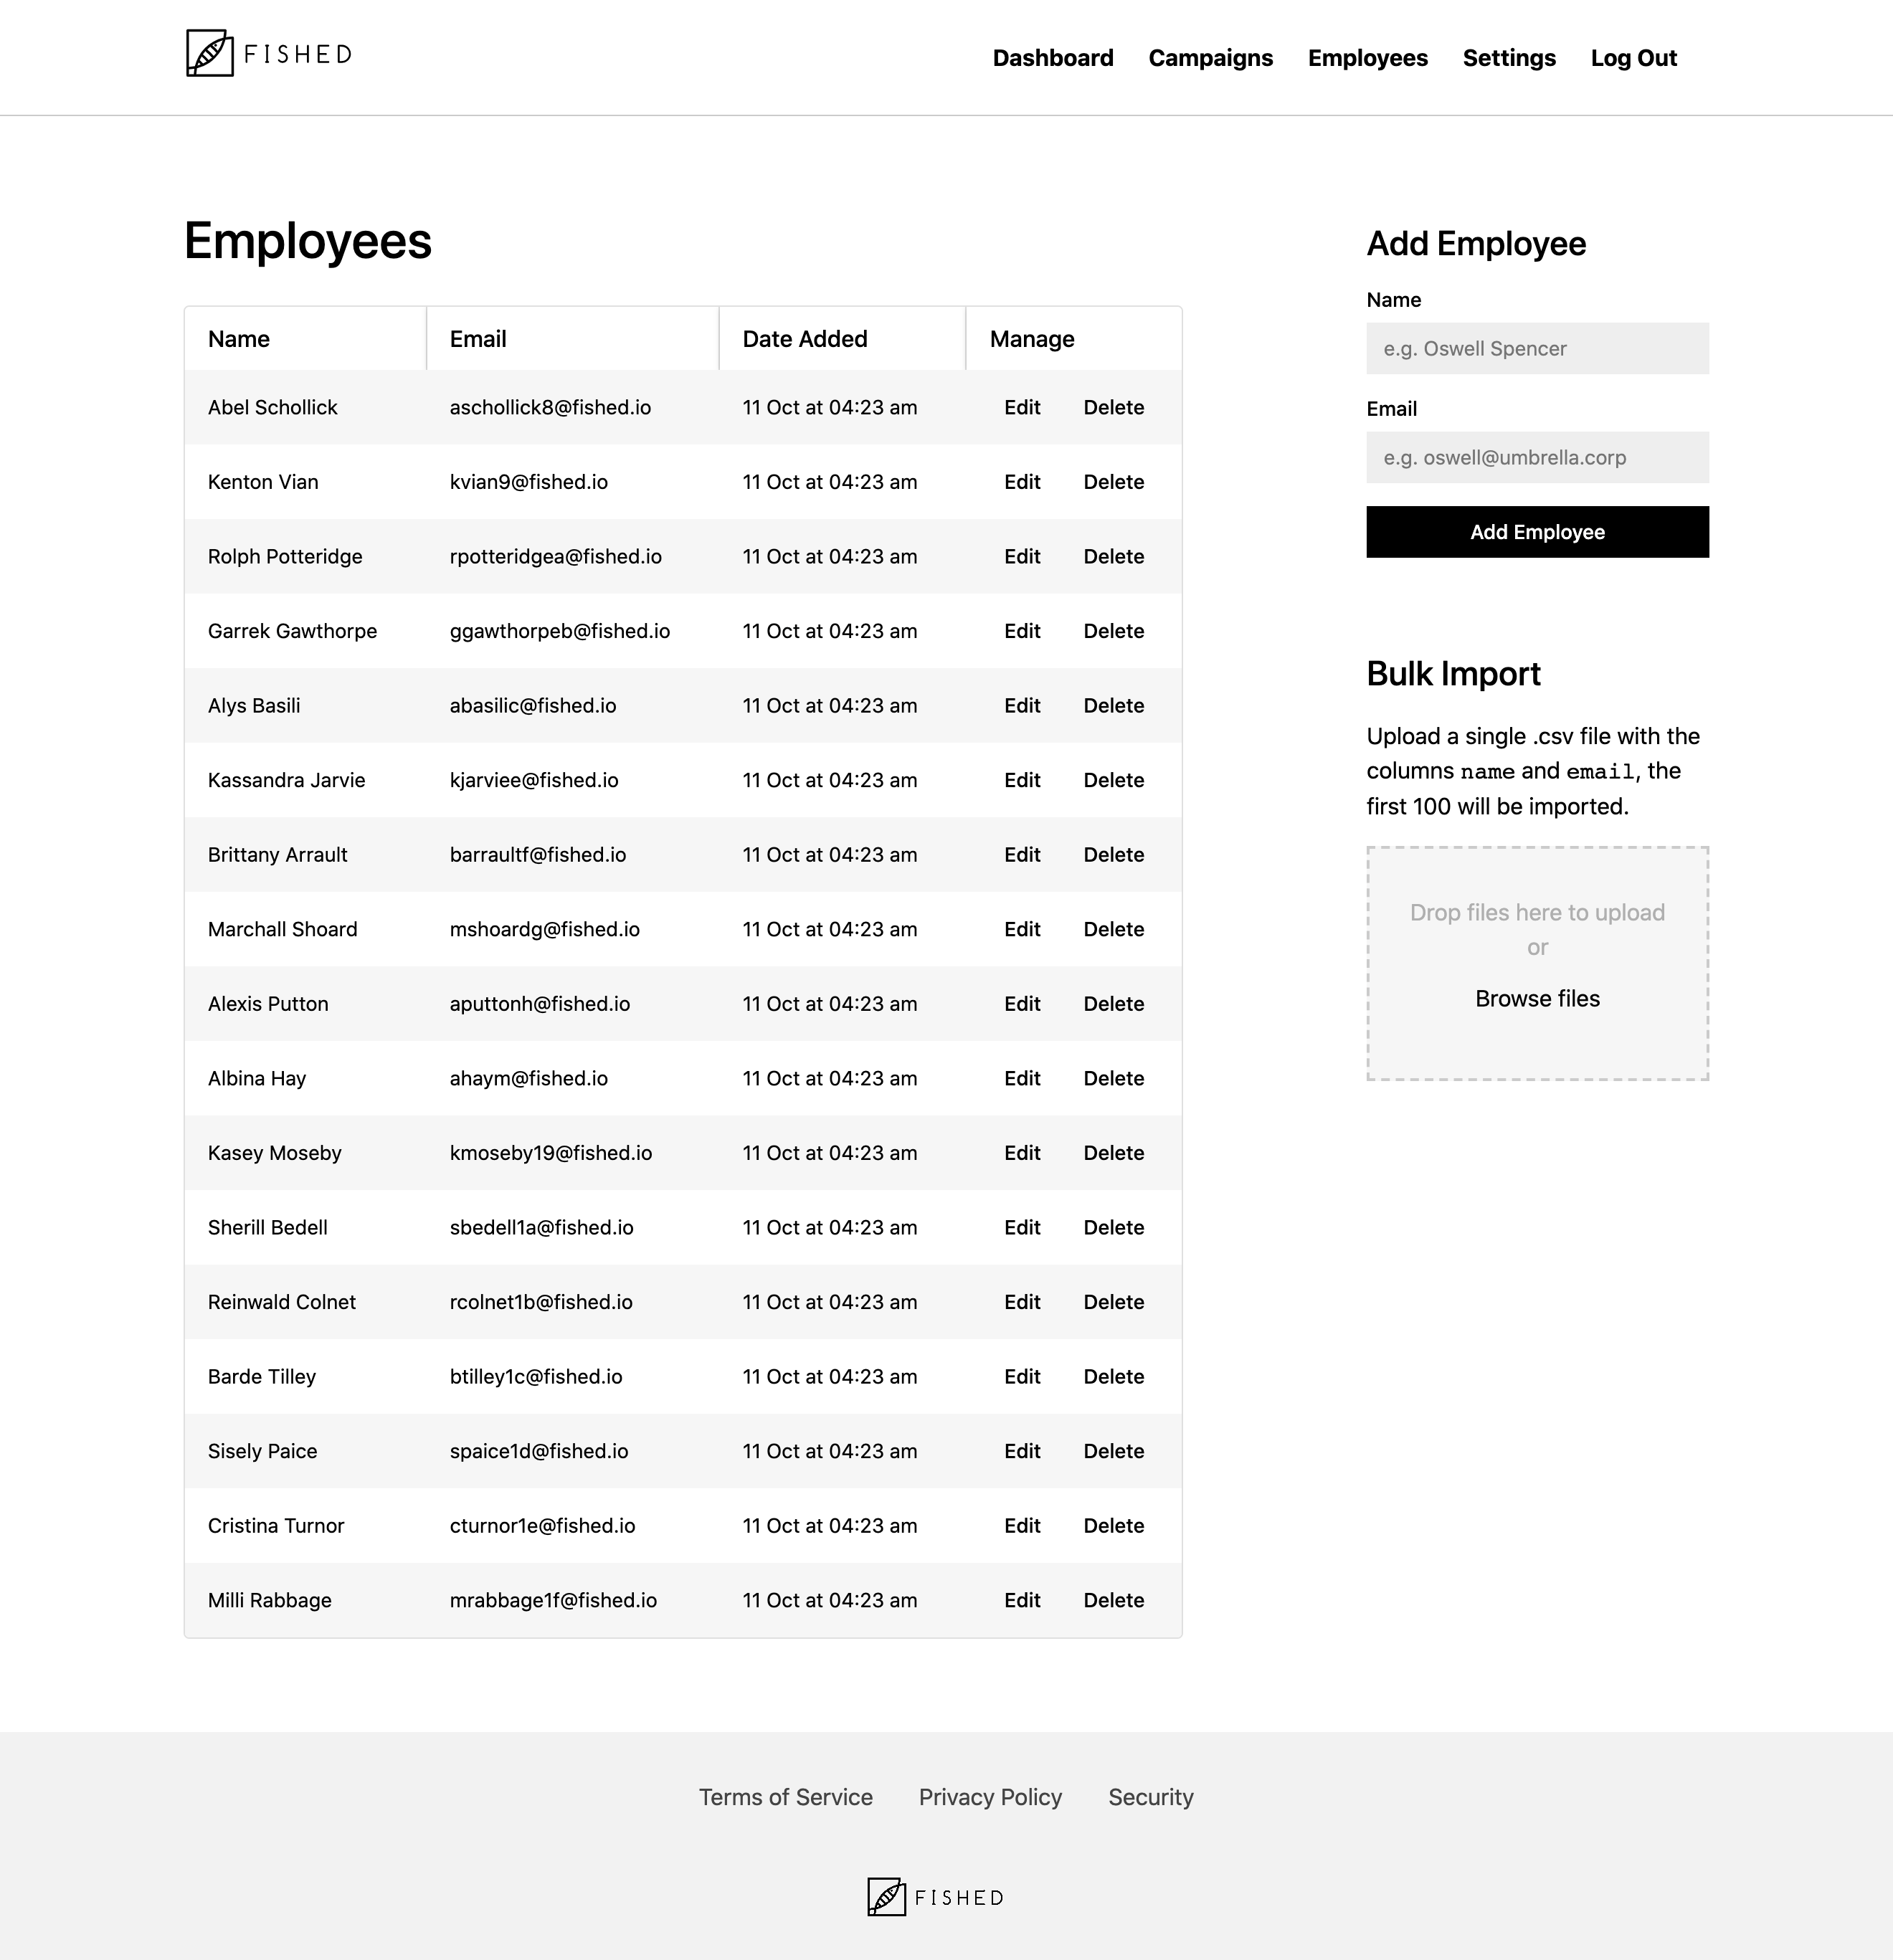 FISHED
Dashboard Campaigns Employees Settings Log Out
Employees
Name Email Date Added Manage
Abel Schollick aschollick8@fished.io 11 Oct at 04:23 am Edit Delete
Kenton Vian kvian9@fished.io 11 Oct at 04:23 am Edit Delete
Rolph Potteridge rpotteridgea@fished.io 11 Oct at 04:23 am Edit Delete
Garrek Gawthorpe ggawthorpeb@fished.io 11 Oct at 04:23 am Edit Delete
Alys Basili abasilic@fished.io 11 Oct at 04:23 am Edit Delete
Kassandra Jarvie kjarviee@fished.io 11 Oct at 04:23 am Edit Delete
Brittany Arrault barraultf@fished.io 11 Oct at 04:23 am Edit Delete
Marchall Shoard mshoardg@fished.io 11 Oct at 04:23 am Edit Delete
Alexis Putton aputtonh@fished.io 11 Oct at 04:23 am Edit Delete
Albina Hay ahaym@fished.io 11 Oct at 04:23 am Edit Delete
Kasey Moseby kmoseby19@fished.io 11 Oct at 04:23 am Edit Delete
Sherill Bedell sbedell1a@fished.io 11 Oct at 04:23 am Edit Delete
Reinwald Colnet rcolnet1b@fished.io 11 Oct at 04:23 am Edit Delete
Barde Tilley btilley1c@fished.io 11 Oct at 04:23 am Edit Delete
Sisely Paice spaice1d@fished.io 11 Oct at 04:23 am Edit Delete
Cristina Turnor cturnor1e@fished.io 11 Oct at 04:23 am Edit Delete
Milli Rabbage mrabbage1f@fished.io 11 Oct at 04:23 am Edit Delete
Add Employee
Name
e.g. Oswell Spencer
Email
e.g. oswell@umbrella.corp
Add Employee
Bulk Import
Upload a single .csv file with the
columns name and email, the
first 100 will be imported.
Drop files here to upload
or
Browse files
Terms of Service Privacy Policy Security
FISHED